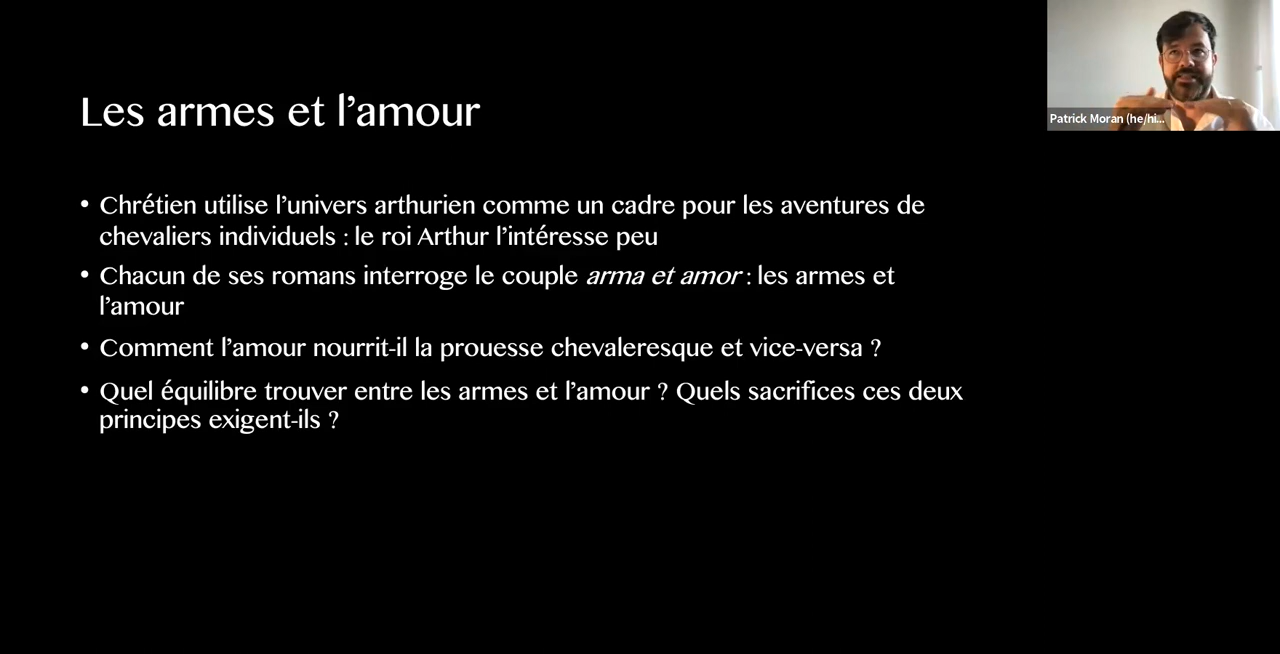 Les armes et l’amour
Patrick Moran (he/hi...
• Chrétien utilise l’univers arthurien comme un cadre pour les aventures de
chevaliers individuels : le roi Arthur l’intéresse peu
• Chacun de ses romans interroge le couple arma et amor : les armes et
l’amour
• Comment l’amour nourrit-il la prouesse chevaleresque et vice-versa ?
• Quel équilibre trouver entre les armes et l’amour ? Quels sacrifices ces deux
principes exigent-ils ?